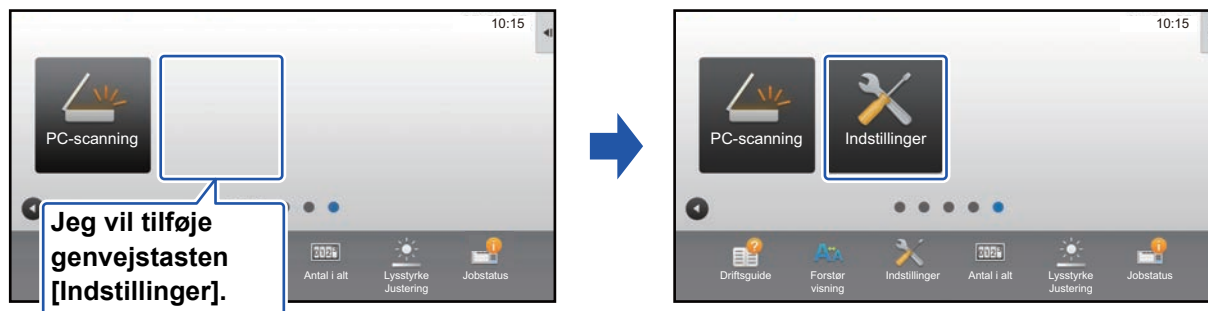 10:15
PC-scanning
Jeg vil tilføje
genvejstasten
[Indstillinger].
Antal i alt
Lysstyrke
Justering
Jobstatus
10:15
PC-scanning
Indstillinger
Driftsguide
Forstør
visning
Indstillinger
Antal i alt
Lysstyrke
Justering
Jobstatus